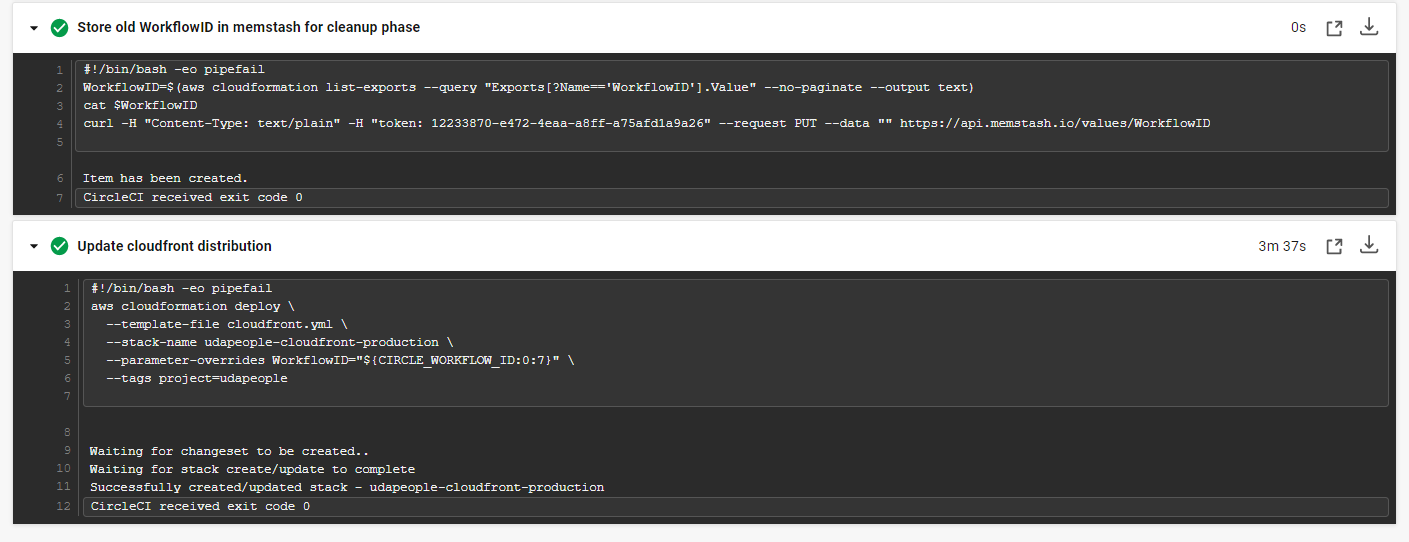 Store old WorkflowID in memstash for cleanup phase 0s
1 #!/bin/bash -eo pipefail
2 WorkflowID=$(aws cloudformation list-exports --query "Exports[?Name=='WorkflowID'].Value" --no-paginate --output text)
3 cat $WorkflowID
4 curl -H "Content-Type: text/plain" -H "token: 12233870-e472-4eaa-a8ff-a75afd1a9a26" --request PUT --data "" https://api.memstash.io/values/WorkflowID
5
6 Item has been created.
7 CircleCI received exit code 0
Update cloudfront distribution 3m 37s
1 #!/bin/bash -eo pipefail
2 aws cloudformation deploy \
3 --template-file cloudfront.yml \
4 --stack-name udapeople-cloudfront-production \
5 --parameter-overrides WorkflowID="${CIRCLE_WORKFLOW_ID:0:7}" \
6 --tags project=udapeople
7
8
9 Waiting for changeset to be created..
10 Waiting for stack create/update to complete
11 Successfully created/updated stack - udapeople-cloudfront-production
12 CircleCI received exit code 0